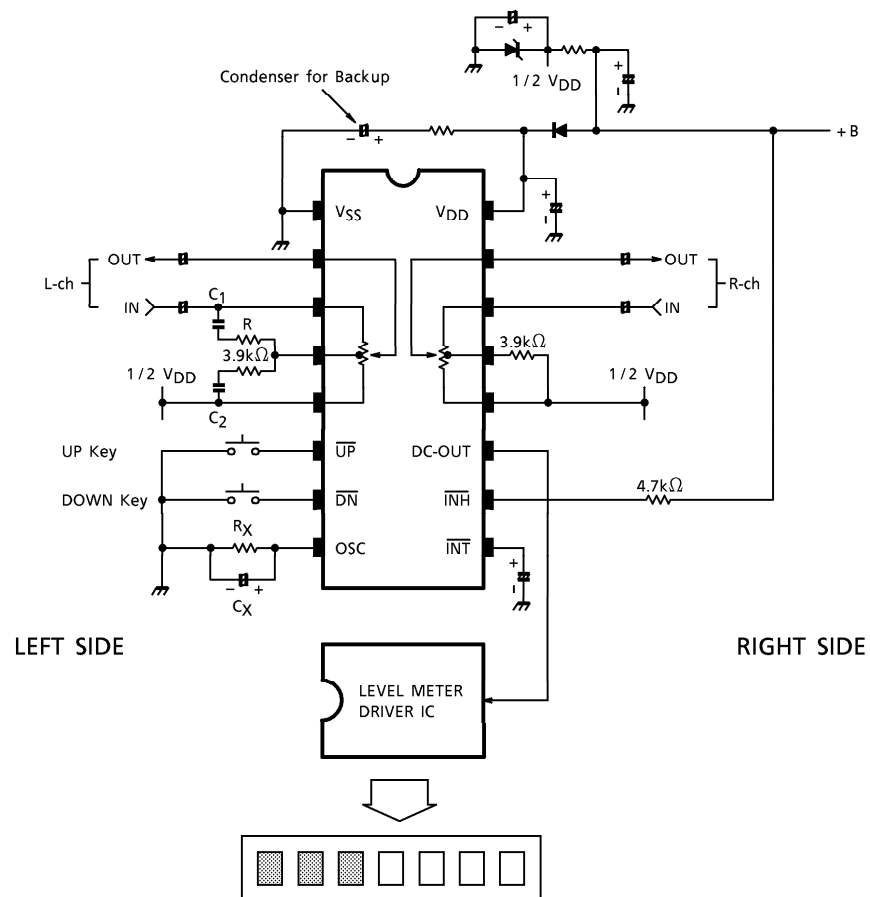 Condenser for Backup
1/2 VDD
+B
VSS
VDD
L-ch
OUT
IN
OUT
IN
R-ch
C1
R
3.9kΩ
3.9kΩ
1/2 VDD
1/2 VDD
C2
UP Key
UP
DC-OUT
DOWN Key
DN
INH
4.7kΩ
RX
OSC
INT
CX
LEFT SIDE
RIGHT SIDE
LEVEL METER
DRIVER IC